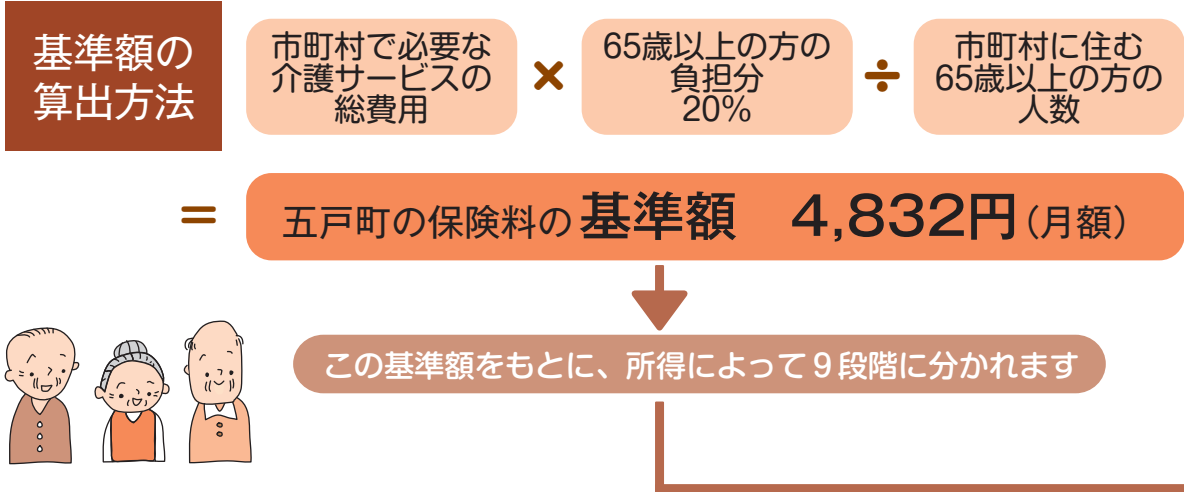 基準額の
算出方法
市町村で必要な
介護サービスの
総費用
×
65歳以上の方の
負担分
20%
÷
市町村に住む
65歳以上の方の
人数
=
五戸町の保険料の基準額 4,832円(月額)
この基準額をもとに、所得によって9段階に分かれます